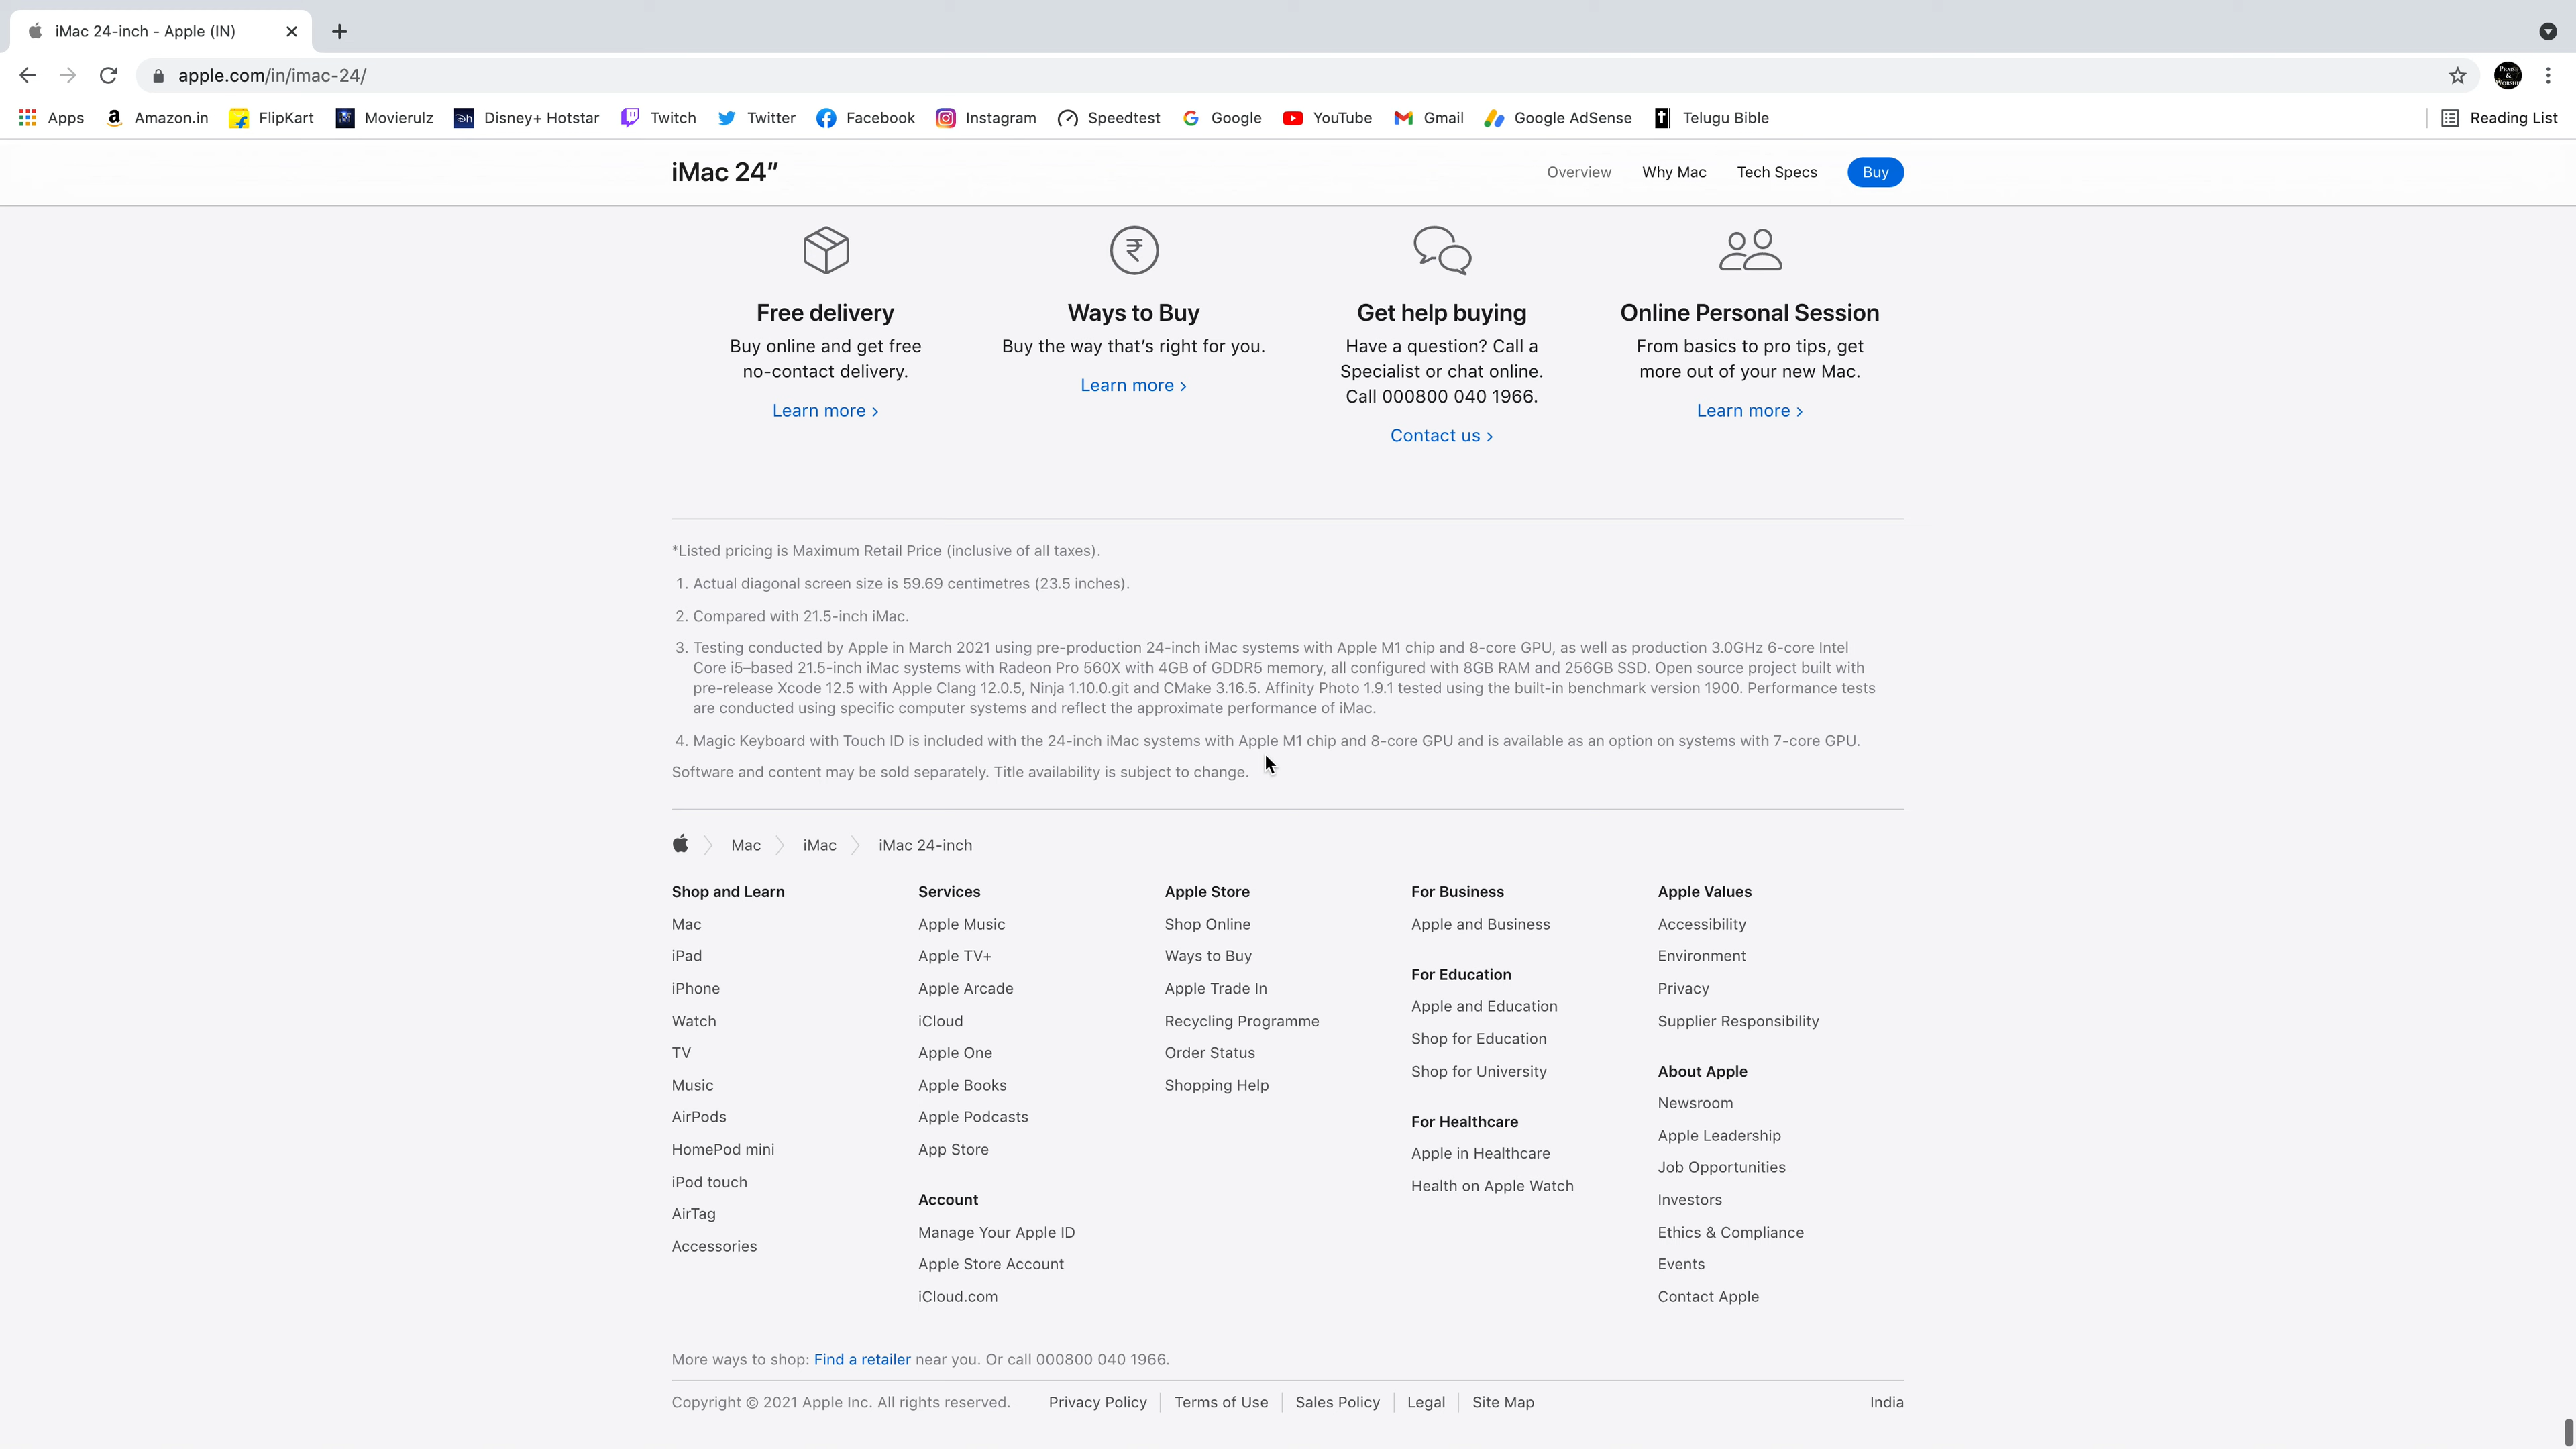 iMac 24-inch - Apple (IN)
apple.com/in/imac-24/
Apps Amazon.in FlipKart Movierulz Disney+ Hotstar Twitch Twitter Facebook Instagram Speedtest Google YouTube Gmail Google AdSense Telugu Bible Reading List
iMac 24″ Overview Why Mac Tech Specs Buy
Free delivery
Buy online and get free
no-contact delivery.
Learn more >
Ways to Buy
Buy the way that's right for you.
Learn more >
Get help buying
Have a question? Call a
Specialist or chat online.
Call 000800 040 1966.
Contact us >
Online Personal Session
From basics to pro tips, get
more out of your new Mac.
Learn more >
*Listed pricing is Maximum Retail Price (inclusive of all taxes).
1. Actual diagonal screen size is 59.69 centimetres (23.5 inches).
2. Compared with 21.5-inch iMac.
3. Testing conducted by Apple in March 2021 using pre-production 24-inch iMac systems with Apple M1 chip and 8-core GPU, as well as production 3.0GHz 6-core Intel
Core i5–based 21.5-inch iMac systems with Radeon Pro 560X with 4GB of GDDR5 memory, all configured with 8GB RAM and 256GB SSD. Open source project built with
pre-release Xcode 12.5 with Apple Clang 12.0.5, Ninja 1.10.0.git and CMake 3.16.5. Affinity Photo 1.9.1 tested using the built-in benchmark version 1900. Performance tests
are conducted using specific computer systems and reflect the approximate performance of iMac.
4. Magic Keyboard with Touch ID is included with the 24-inch iMac systems with Apple M1 chip and 8-core GPU and is available as an option on systems with 7-core GPU.
Software and content may be sold separately. Title availability is subject to change.
Mac iMac iMac 24-inch
Shop and Learn
Mac
iPad
iPhone
Watch
TV
Music
AirPods
HomePod mini
iPod touch
AirTag
Accessories
Services
Apple Music
Apple TV+
Apple Arcade
iCloud
Apple One
Apple Books
Apple Podcasts
App Store
Account
Manage Your Apple ID
Apple Store Account
iCloud.com
Apple Store
Shop Online
Ways to Buy
Apple Trade In
Recycling Programme
Order Status
Shopping Help
For Business
Apple and Business
For Education
Apple and Education
Shop for Education
Shop for University
For Healthcare
Apple in Healthcare
Health on Apple Watch
Apple Values
Accessibility
Environment
Privacy
Supplier Responsibility
About Apple
Newsroom
Apple Leadership
Job Opportunities
Investors
Ethics & Compliance
Events
Contact Apple
More ways to shop: Find a retailer near you. Or call 000800 040 1966.
Copyright © 2021 Apple Inc. All rights reserved. Privacy Policy Terms of Use Sales Policy Legal Site Map India